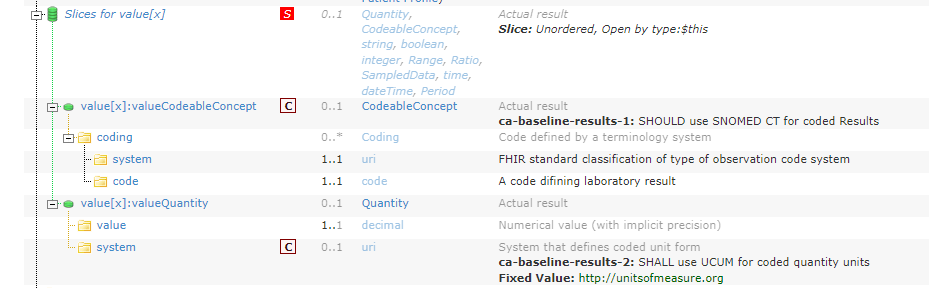 Slices for value[x] S 0..1 Quantity, Actual result
CodeableConcept, Slice: Unordered, Open by type:$this
string, boolean,
integer, Range, Ratio,
SampledData, time,
dateTime, Period
value[x]:valueCodeableConcept C 0..1 CodeableConcept Actual result
ca-baseline-results-1: SHOULD use SNOMED CT for coded Results
coding 0..* Coding Code defined by a terminology system
system 1..1 uri FHIR standard classification of type of observation code system
code 1..1 code A code difining laboratory result
value[x]:valueQuantity 0..1 Quantity Actual result
value 1..1 decimal Numerical value (with implicit precision)
system C 0..1 uri System that defines coded unit form
ca-baseline-results-2: SHALL use UCUM for coded quantity units
Fixed Value: http://unitsofmeasure.org